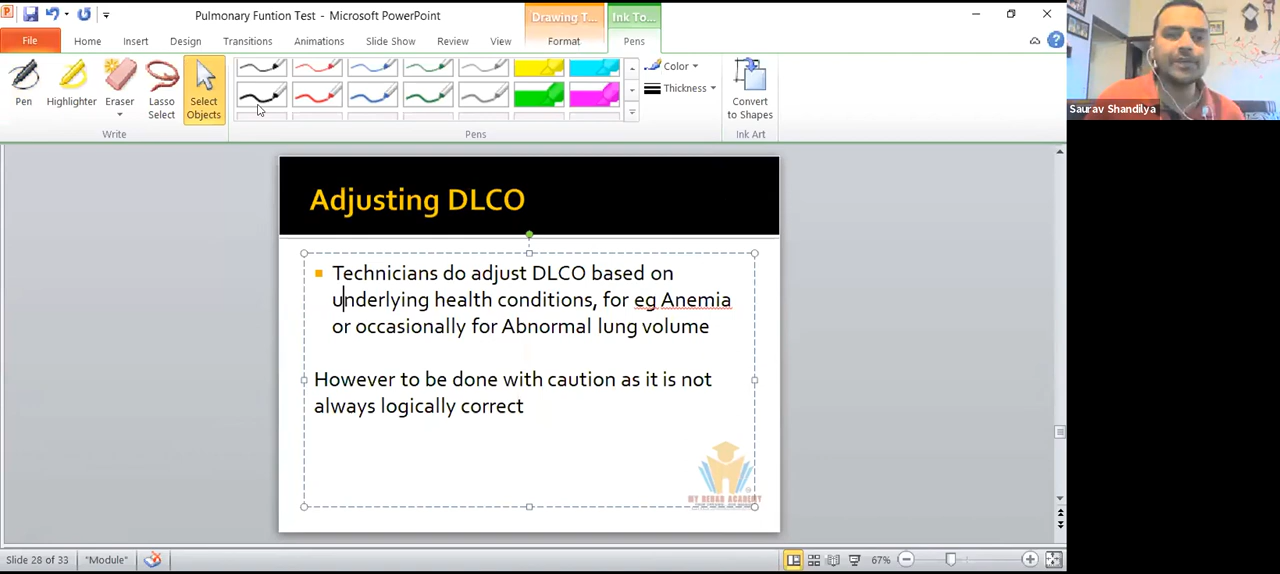 Pulmonary Funtion Test - Microsoft PowerPoint
Drawing T...
Ink To...
File
Home
Insert
Design
Transitions
Animations
Slide Show
Review
View
Format
Pens
Pen
Highlighter
Eraser
Lasso
Select
Select
Objects
Color
Thickness
Convert
to Shapes
Write
Pens
Ink Art
Saurav Shandilya
Adjusting DLCO
Technicians do adjust DLCO based on
underlying health conditions, for eg Anemia
or occasionally for Abnormal lung volume
However to be done with caution as it is not
always logically correct
MY REHAB ACADEMY
Slide 28 of 33
"Module"
67%